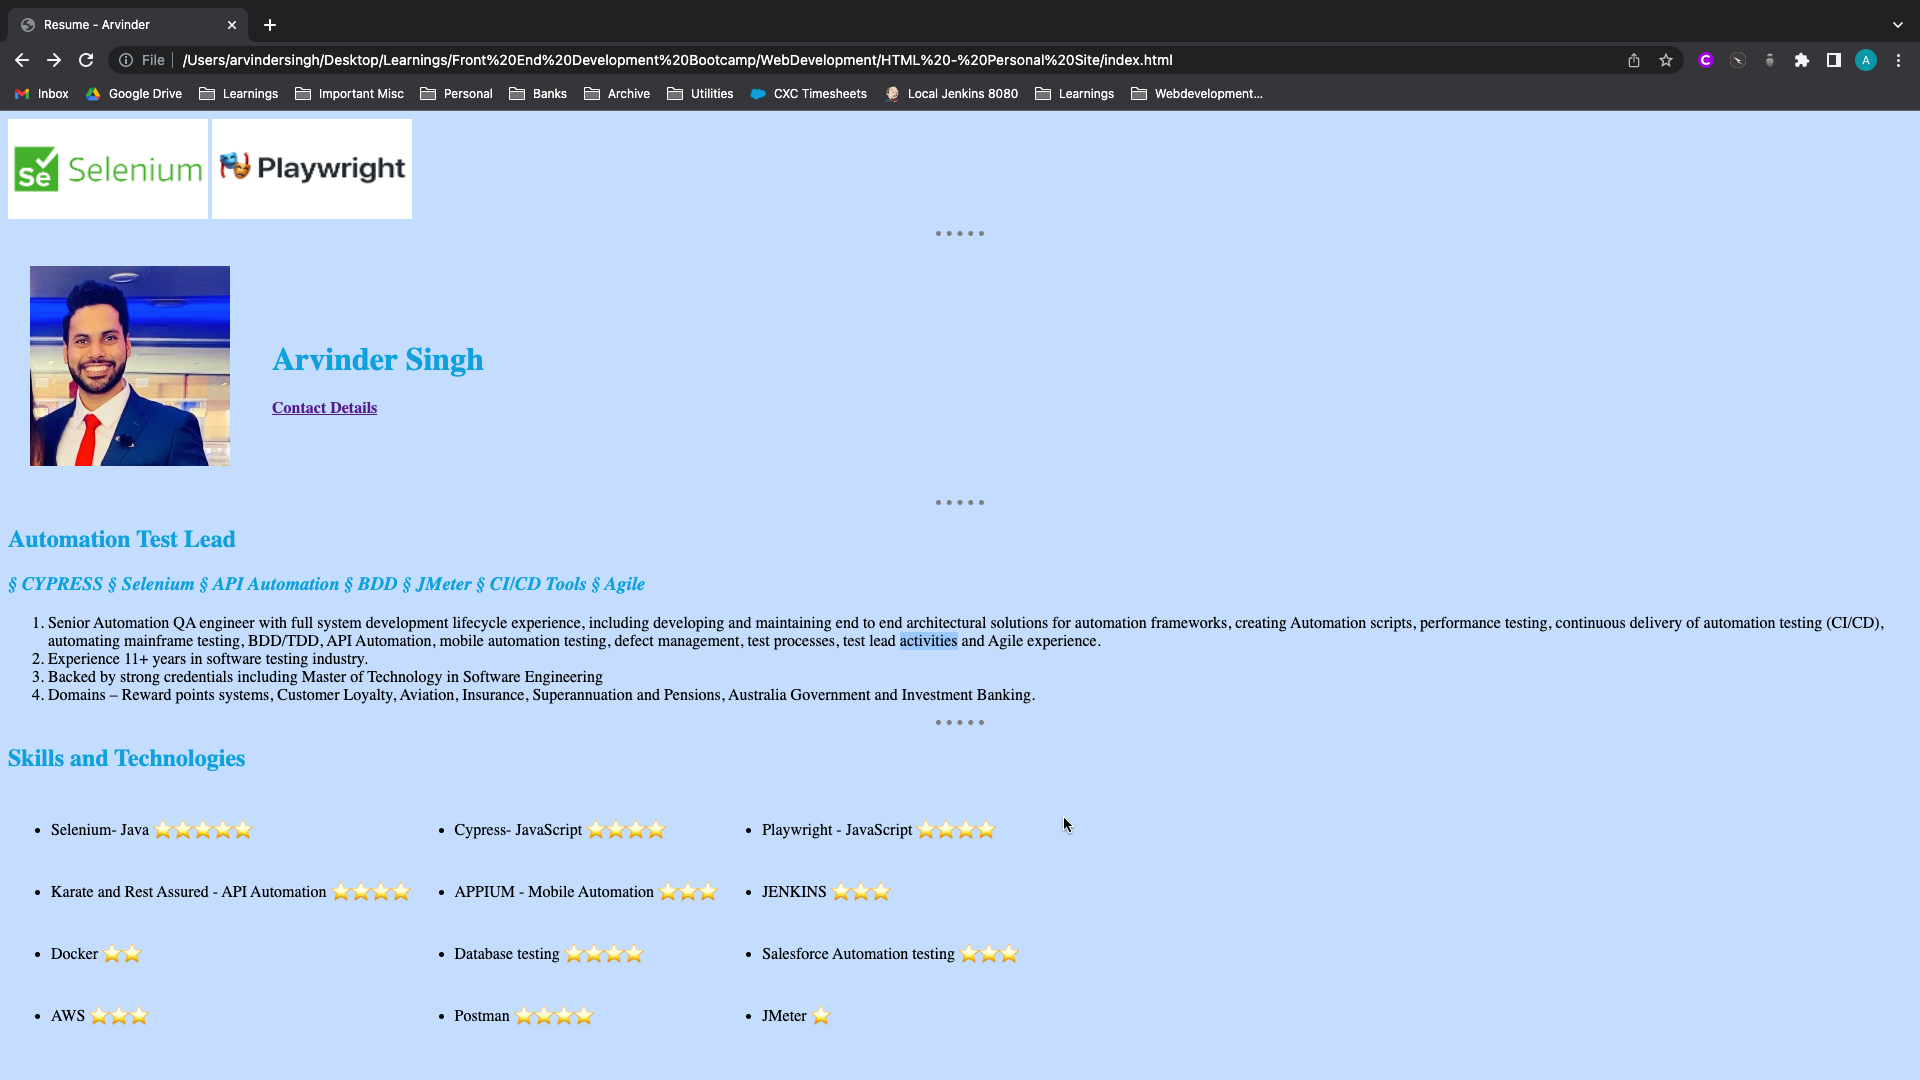 Resume - Arvinder
File /Users/arvindersingh/Desktop/Learnings/Front%20End%20Development%20Bootcamp/WebDevelopment/HTML%20-%20Personal%20Site/index.html
C
A
Inbox Google Drive Learnings Important Misc Personal Banks Archive Utilities CXC Timesheets Local Jenkins 8080 Learnings Webdevelopment...
Se Selenium Playwright
Arvinder Singh
Contact Details
Automation Test Lead
§ CYPRESS § Selenium § API Automation § BDD § JMeter § CI/CD Tools § Agile
1. Senior Automation QA engineer with full system development lifecycle experience, including developing and maintaining end to end architectural solutions for automation frameworks, creating Automation scripts, performance testing, continuous delivery of automation testing (CI/CD),
automating mainframe testing, BDD/TDD, API Automation, mobile automation testing, defect management, test processes, test lead activities and Agile experience.
2. Experience 11+ years in software testing industry.
3. Backed by strong credentials including Master of Technology in Software Engineering
4. Domains – Reward points systems, Customer Loyalty, Aviation, Insurance, Superannuation and Pensions, Australia Government and Investment Banking.
Skills and Technologies
• Selenium- Java ⭐⭐⭐⭐⭐ • Cypress- JavaScript ⭐⭐⭐⭐ • Playwright - JavaScript ⭐⭐⭐⭐
• Karate and Rest Assured - API Automation ⭐⭐⭐⭐ • APPIUM - Mobile Automation ⭐⭐⭐ • JENKINS ⭐⭐⭐
• Docker ⭐⭐ • Database testing ⭐⭐⭐⭐ • Salesforce Automation testing ⭐⭐⭐
• AWS ⭐⭐⭐ • Postman ⭐⭐⭐⭐ • JMeter ⭐